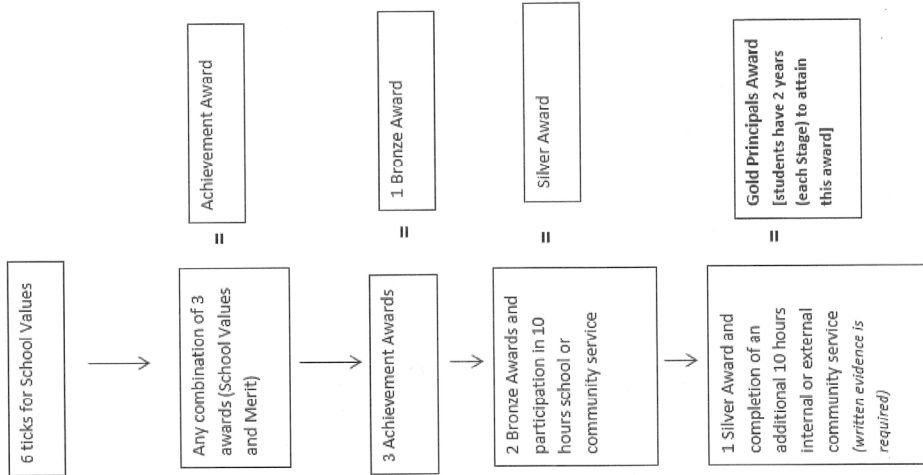 6 ticks for School Values
Any combination of 3
awards (School Values
and Merit)
=
Achievement Award
3 Achievement Awards
=
1 Bronze Award
2 Bronze Awards and
participation in 10
hours school or
community service
=
Silver Award
1 Silver Award and
completion of an
additional 10 hours
internal or external
community service
(written evidence is
required)
=
Gold Principals Award
[students have 2 years
(each Stage) to attain
this award]